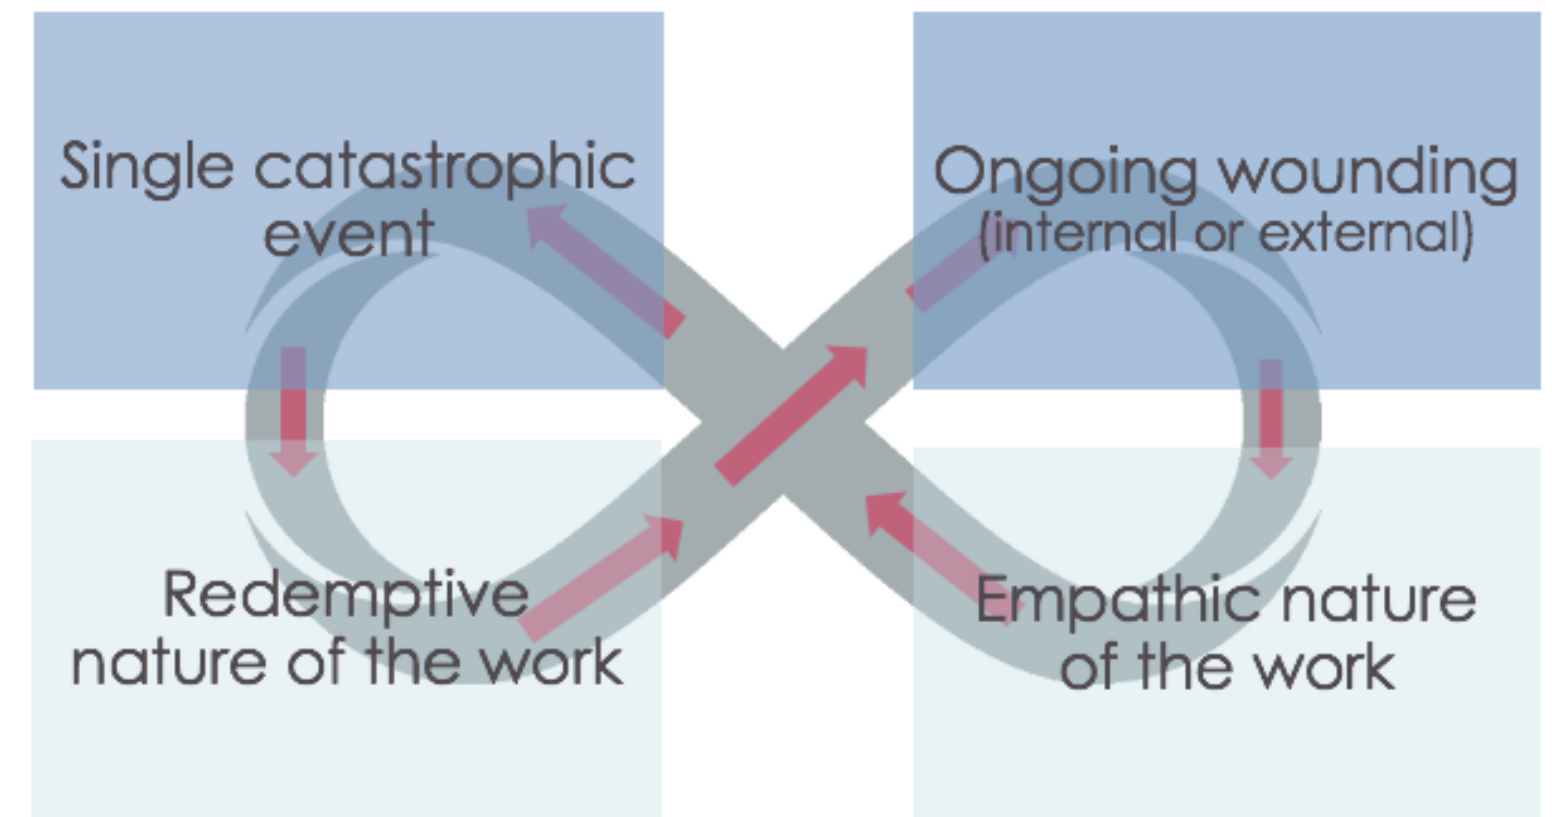 Single catastrophic
event
Ongoing wounding
(internal or external)
Redemptive
nature of the work
Empathic nature
of the work